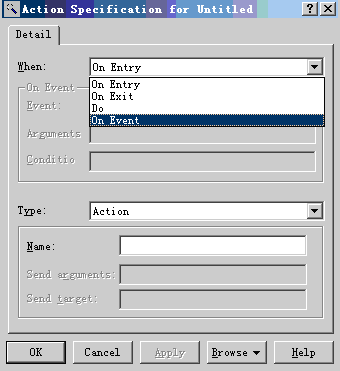 Action Specification for Untitled
Detail
When: On Entry
On Entry
On Exit
Do
On Event
On Event
Event:
Arguments
Conditio
Type: Action
Name:
Send arguments:
Send target:
OK Cancel Apply Browse Help